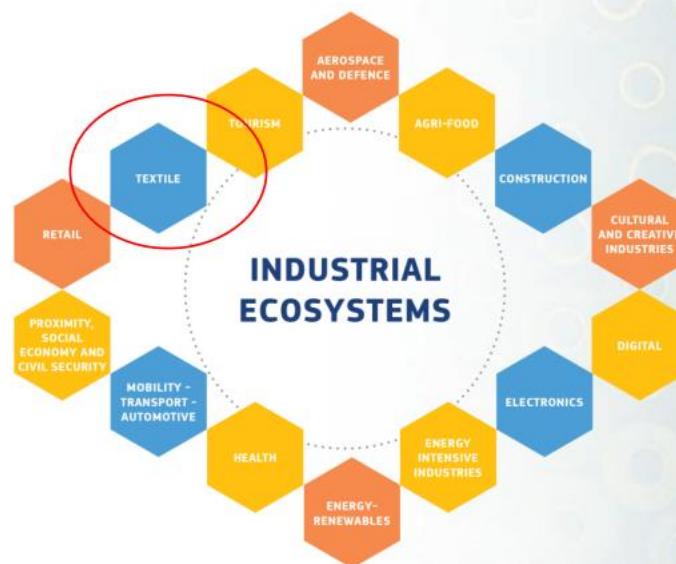 INDUSTRIAL
ECOSYSTEMS
AEROSPACE
AND DEFENCE
AGRI-FOOD
CONSTRUCTION
CULTURAL
AND CREATIVE
INDUSTRIES
DIGITAL
ELECTRONICS
ENERGY
INTENSIVE
INDUSTRIES
ENERGY-
RENEWABLES
HEALTH
MOBILITY -
TRANSPORT -
AUTOMOTIVE
PROXIMITY,
SOCIAL
ECONOMY AND
CIVIL SECURITY
RETAIL
TEXTILE
TOURISM